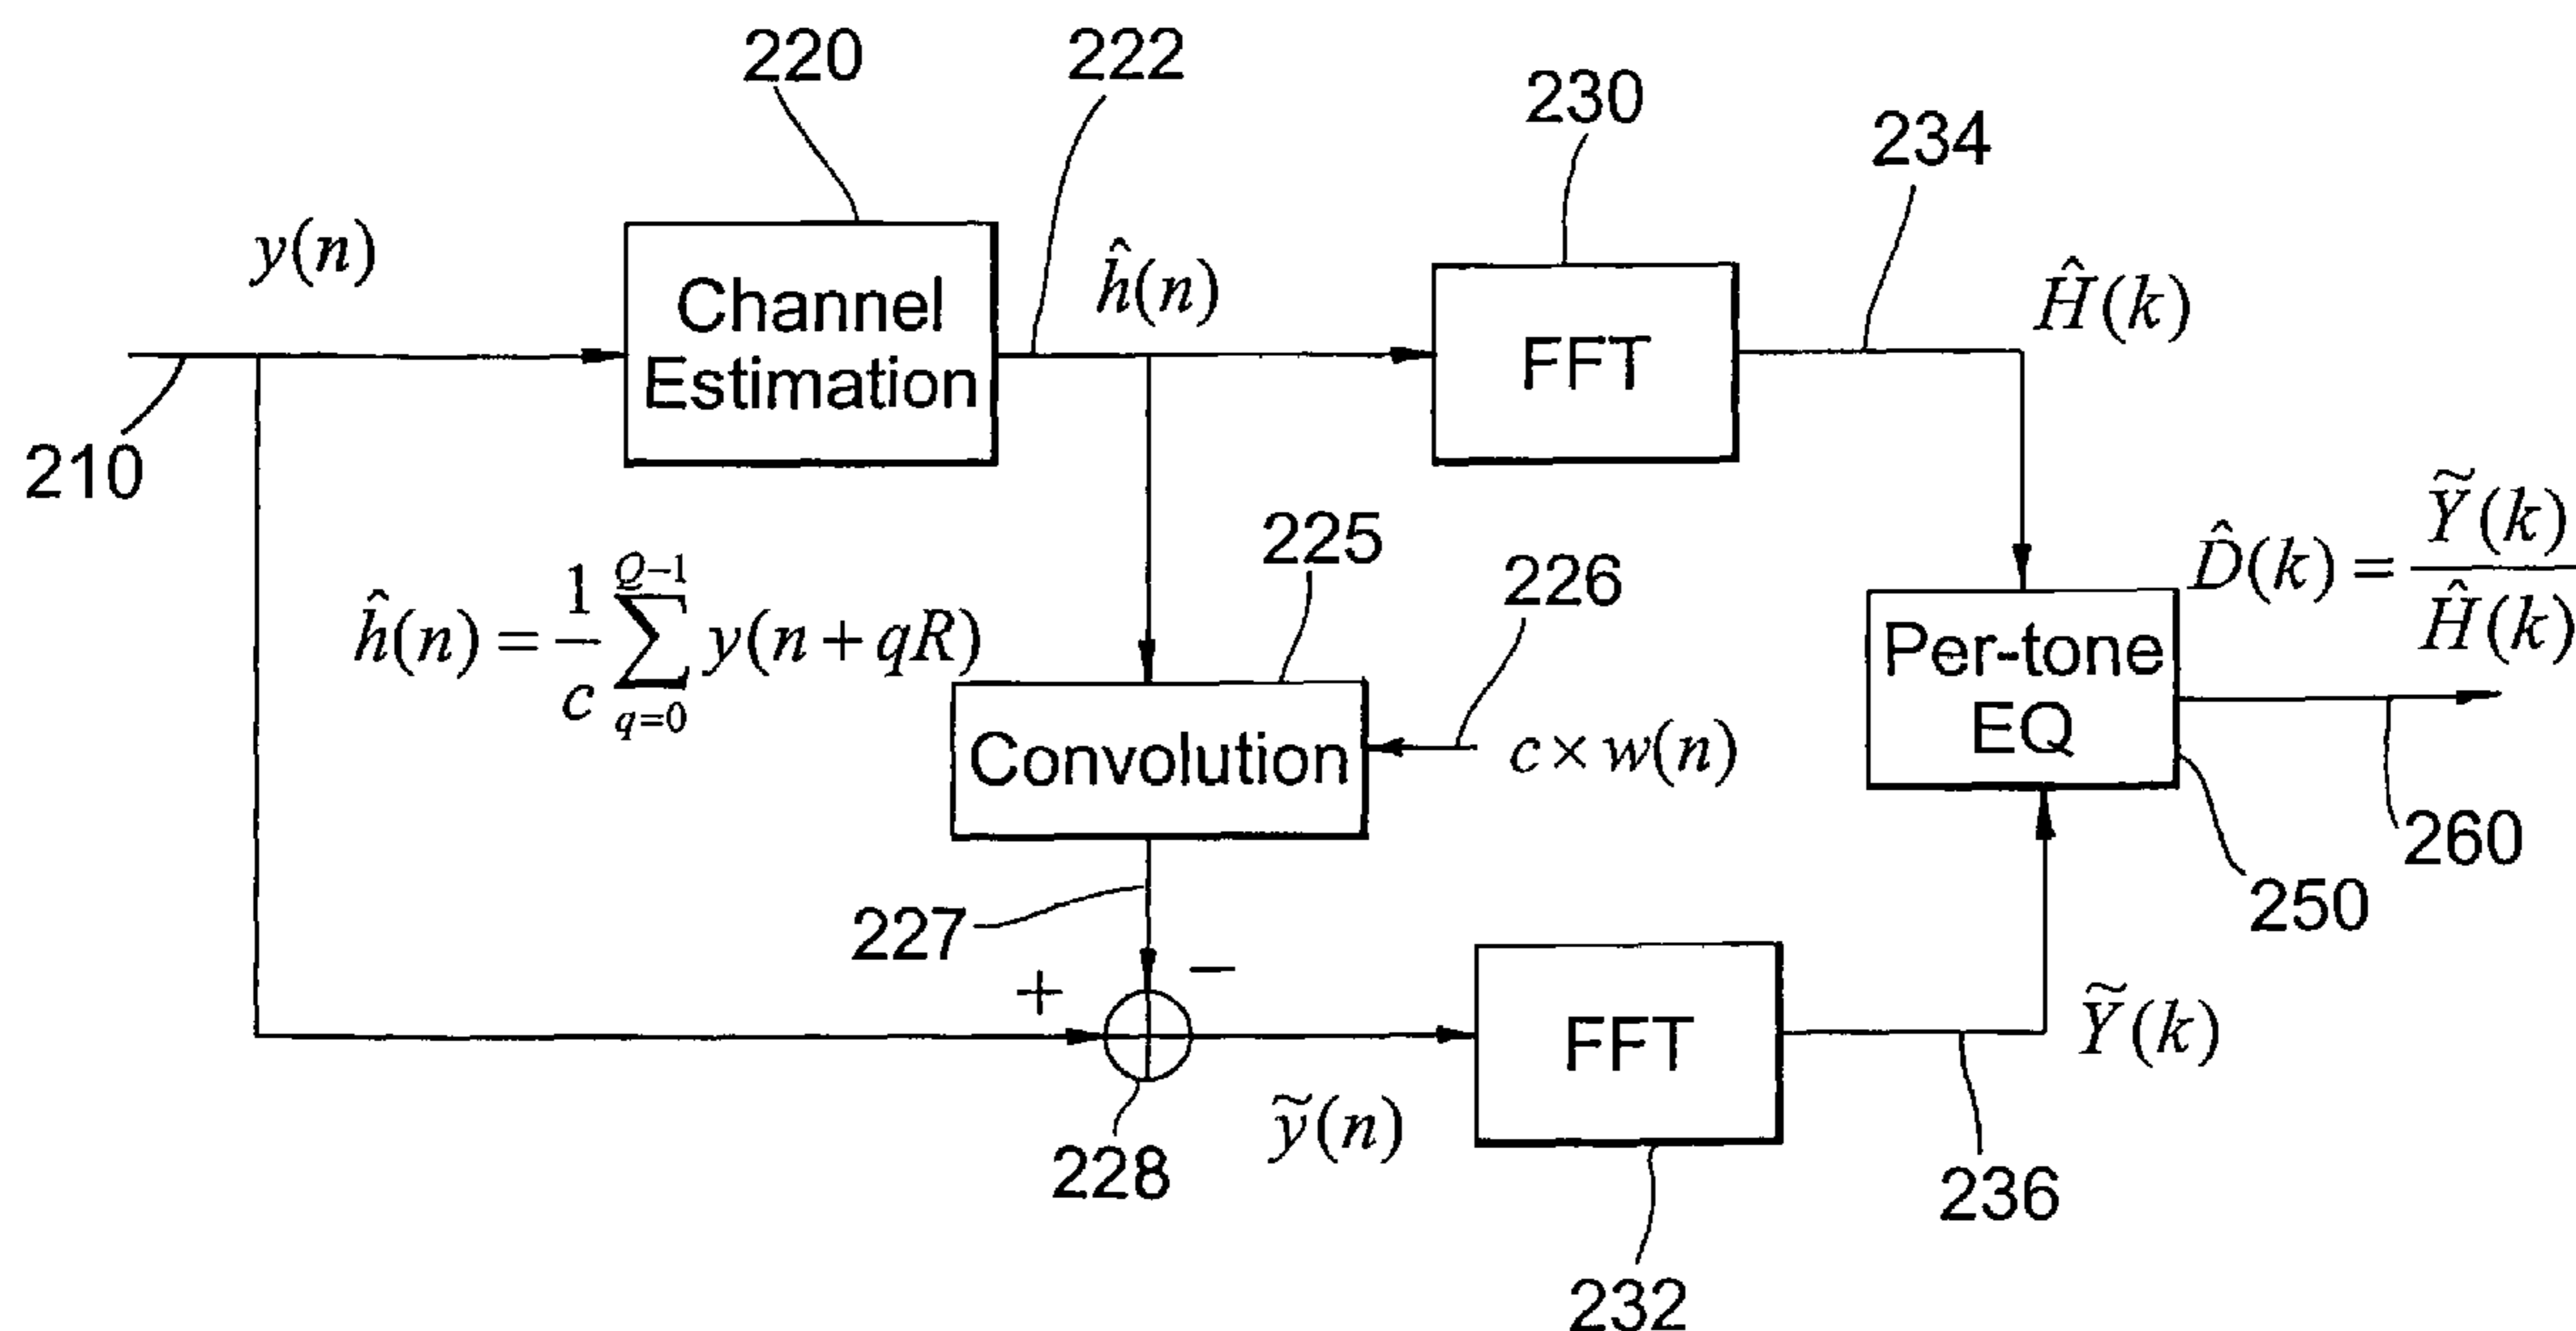 220
222
230
234
y(n)
Channel
Estimation
ĥ(n)
FFT
Ĥ(k)
210
ĥ(n) = 1/c ∑_{q=0}^{Q−1} y(n + qR)
225
226
Convolution
c × w(n)
D̂(k) = Ỹ(k)/Ĥ(k)
Per-tone
EQ
260
250
227
+
−
228
ỹ(n)
FFT
232
Ỹ(k)
236